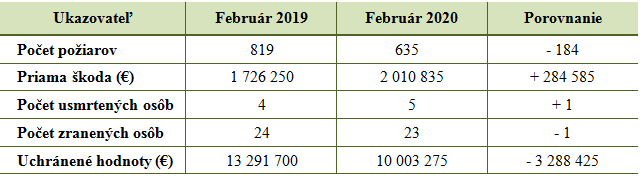 Ukazovateľ Február 2019 Február 2020 Porovnanie
Počet požiarov 819 635 - 184
Priama škoda (€) 1 726 250 2 010 835 + 284 585
Počet usmrtených osôb 4 5 + 1
Počet zranených osôb 24 23 - 1
Uchránené hodnoty (€) 13 291 700 10 003 275 - 3 288 425